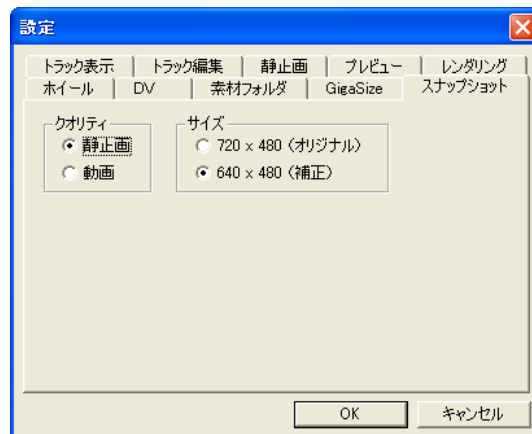 設定
トラック表示 トラック編集 静止画 プレビュー レンダリング
ホイール DV 素材フォルダ GigaSize スナップショット
クオリティ サイズ
静止画 720 x 480 (オリジナル)
動画 640 x 480 (補正)
OK キャンセル